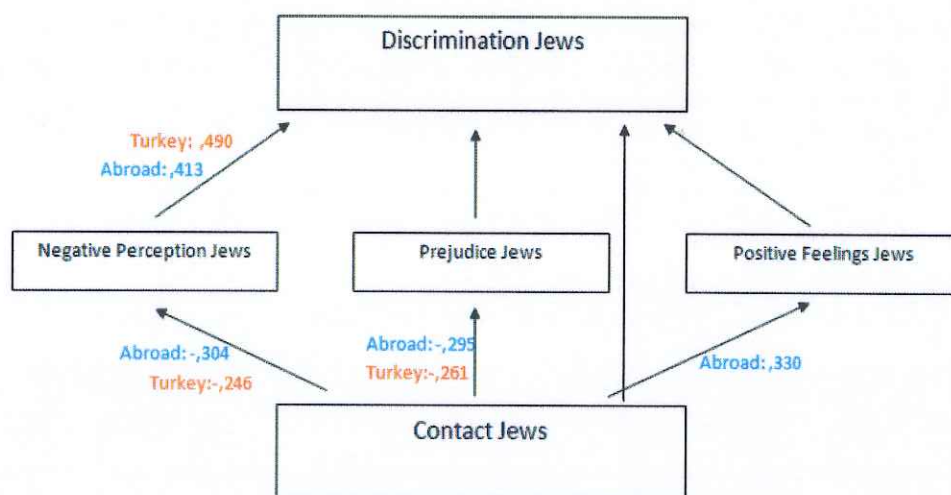 Discrimination Jews
Turkey: ,490
Abroad:,413
Negative Perception Jews
Prejudice Jews
Positive Feelings Jews
Abroad:-,304
Turkey:-,246
Abroad:-,295
Turkey:-,261
Abroad:,330
Contact Jews